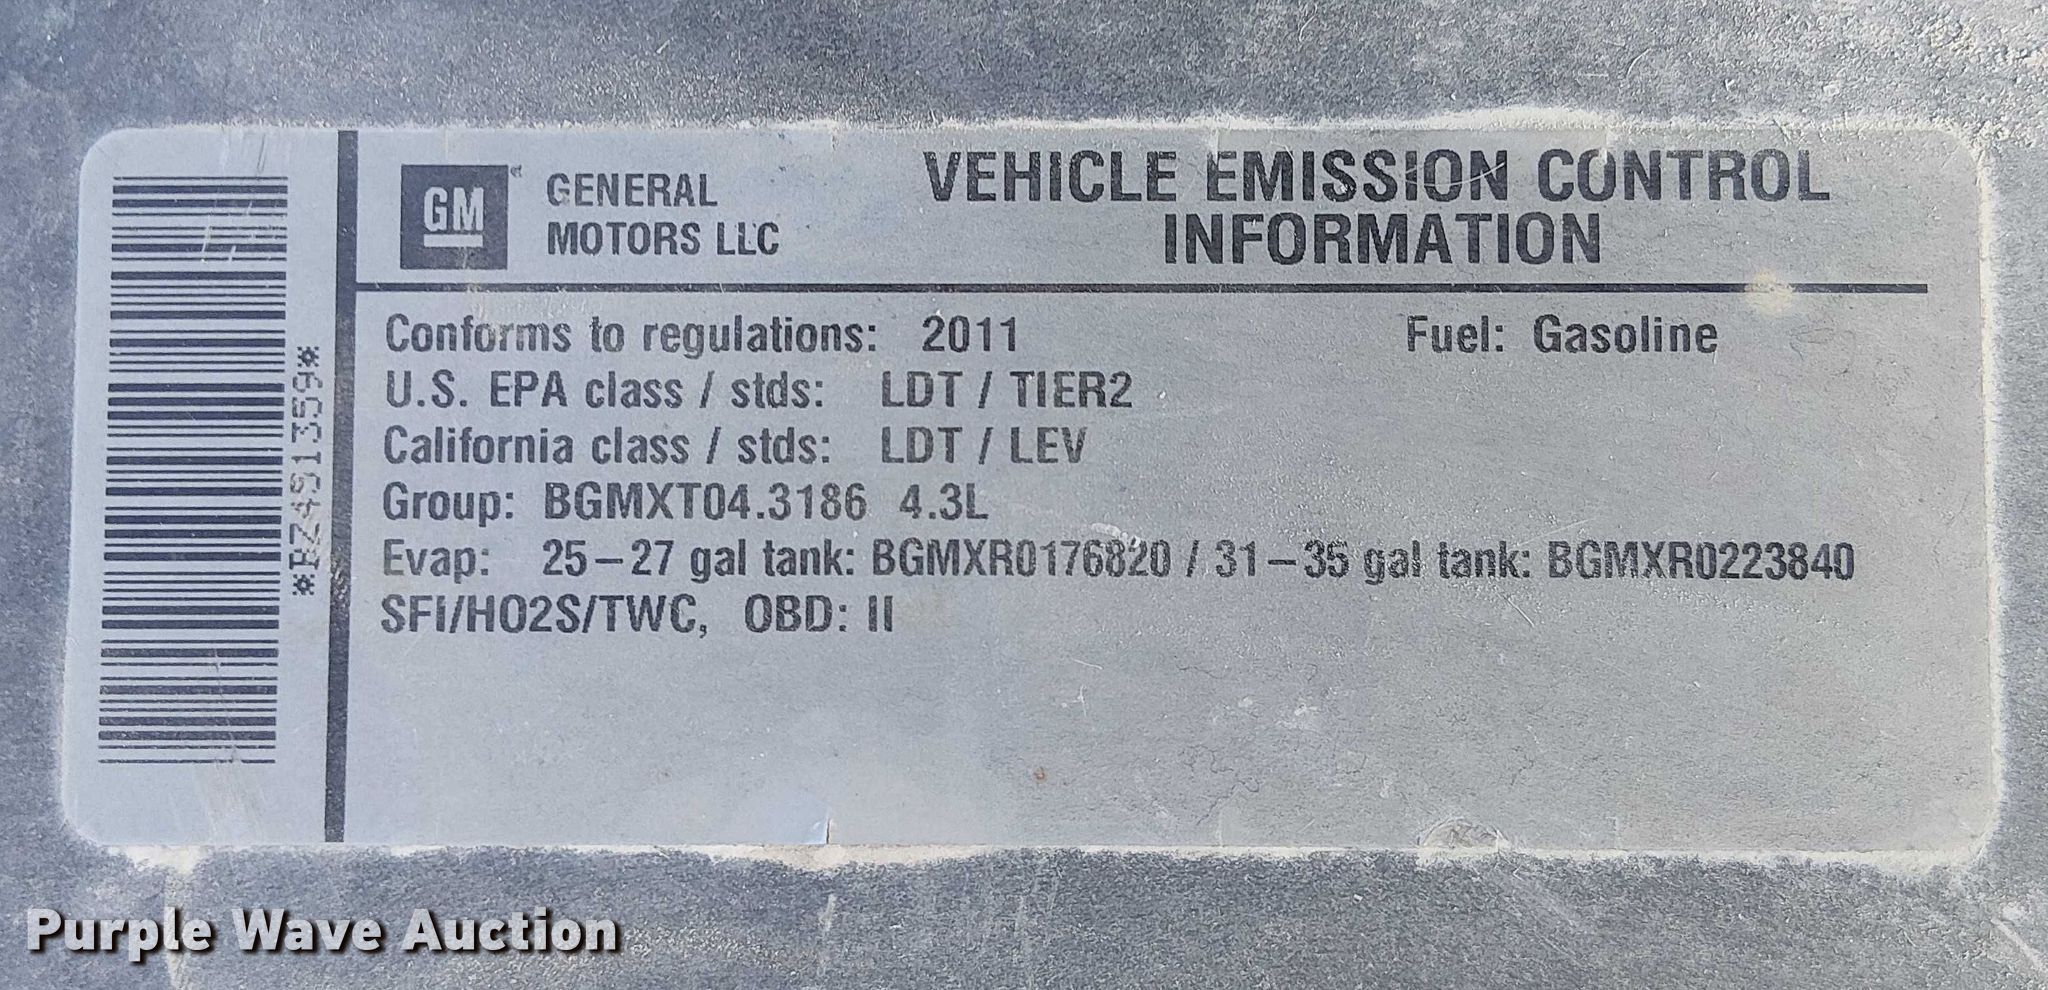 GM
GENERAL
MOTORS LLC
VEHICLE EMISSION CONTROL
INFORMATION
Conforms to regulations: 2011
Fuel: Gasoline
U.S. EPA class / stds: LDT / TIER2
California class / stds: LDT / LEV
Group: BGMXT04.3186 4.3L
Evap: 25–27 gal tank: BGMXR0176820 / 31–35 gal tank: BGMXR0223840
SFI/HO2S/TWC, OBD: II
Purple Wave Auction